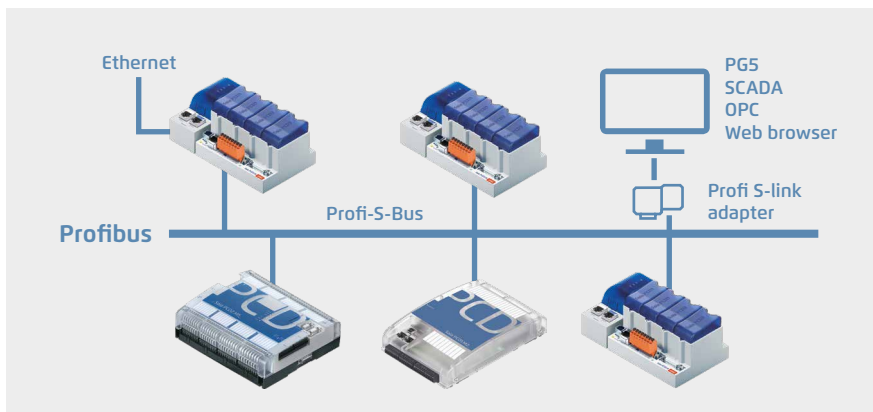 Ethernet
PG5
SCADA
OPC
Web browser
Profi S-link
adapter
Profi-S-Bus
Profibus
PCD
PCD